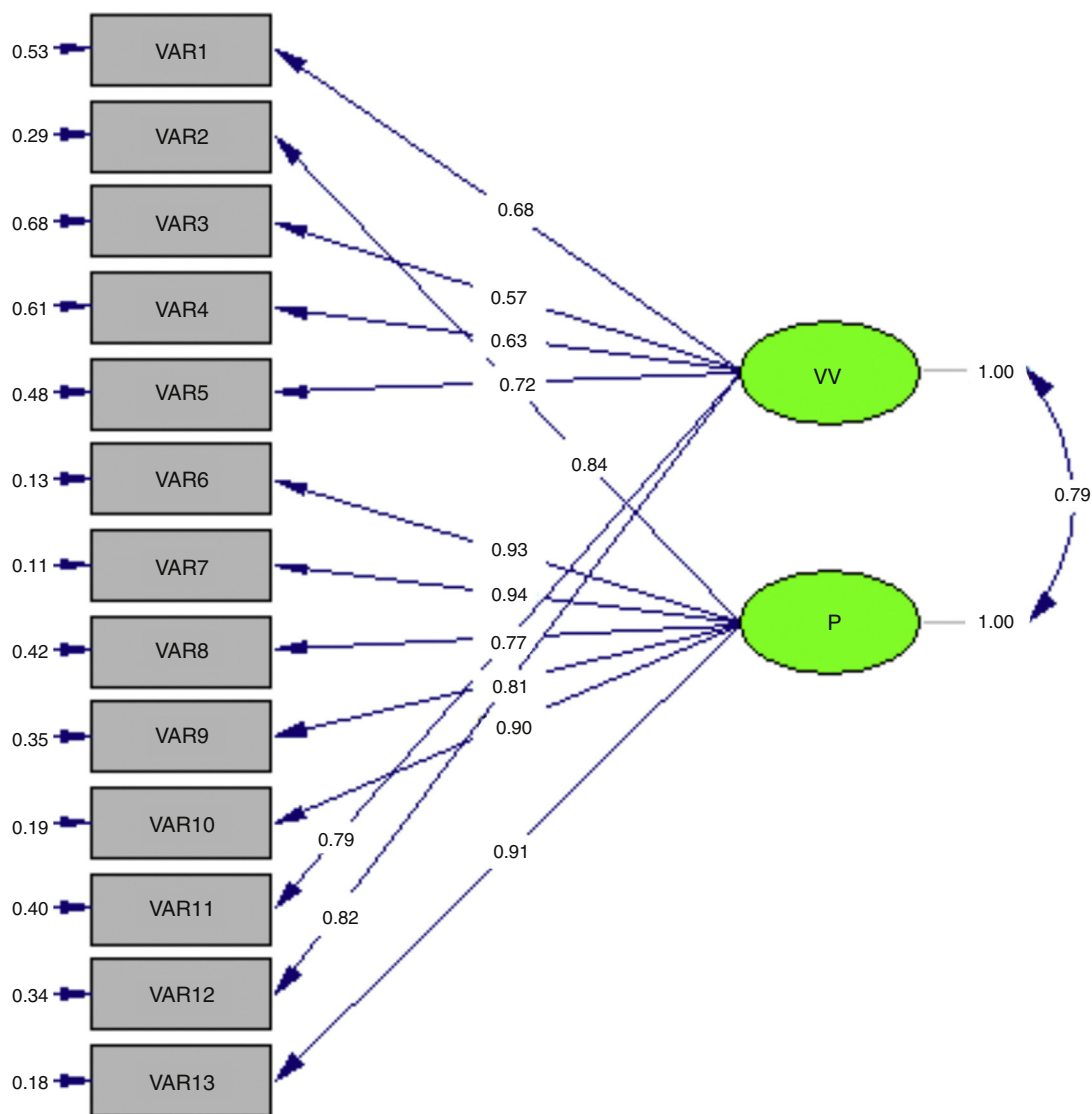 0.53 VAR1
0.29 VAR2
0.68 VAR3
0.61 VAR4
0.48 VAR5
0.13 VAR6
0.11 VAR7
0.42 VAR8
0.35 VAR9
0.19 VAR10
0.40 VAR11
0.34 VAR12
0.18 VAR13
0.68
0.57
0.63
0.72
0.84
0.93
0.94
0.77
0.81
0.90
0.79
0.91
0.82
VV 1.00
0.79
P 1.00